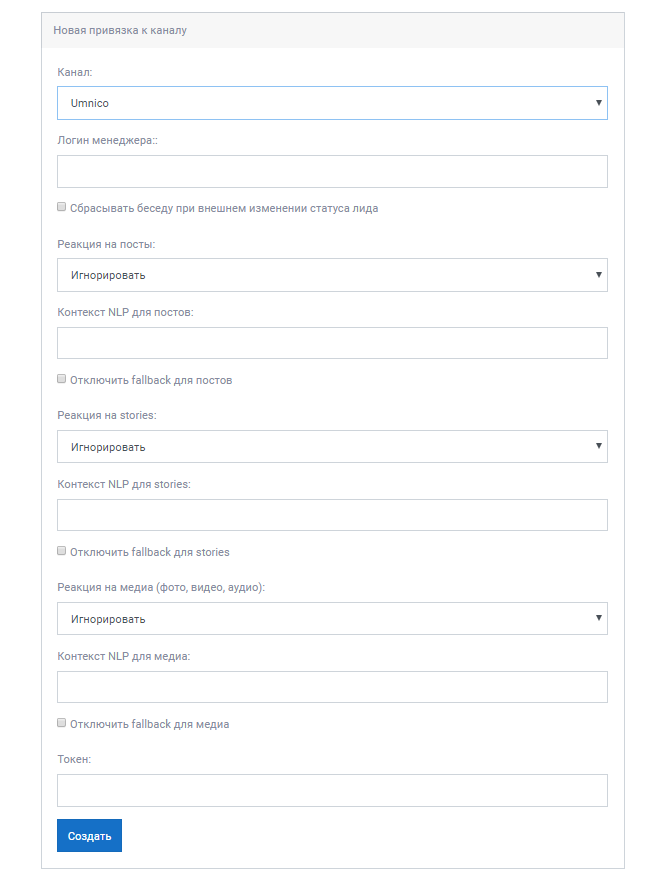 Новая привязка к каналу
Канал:
Umnico
Логин менеджера::
Сбрасывать беседу при внешнем изменении статуса лида
Реакция на посты:
Игнорировать
Контекст NLP для постов:
Отключить fallback для постов
Реакция на stories:
Игнорировать
Контекст NLP для stories:
Отключить fallback для stories
Реакция на медиа (фото, видео, аудио):
Игнорировать
Контекст NLP для медиа:
Отключить fallback для медиа
Токен:
Создать